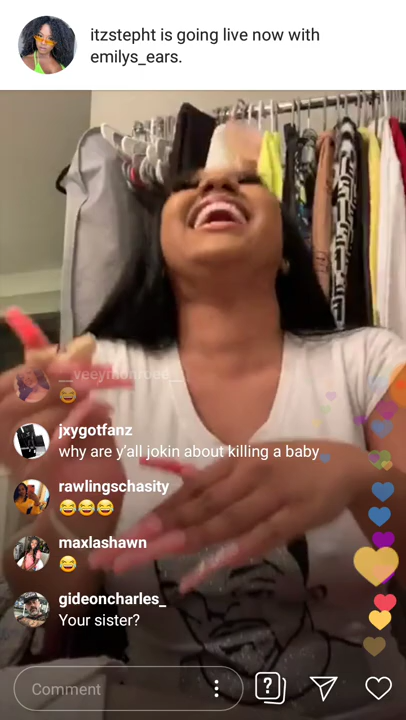 itzstepht is going live now with
emilys_ears.
jxygotfanz
why are y'all jokin about killing a baby
rawlingschasity
maxlashawn
gideoncharles_
Your sister?
Comment